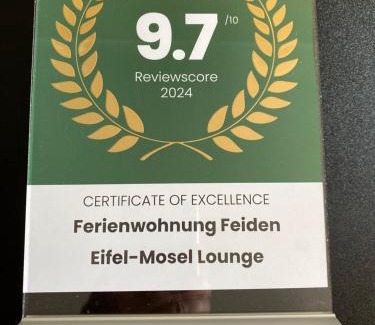 9.7 /10
Reviewscore
2024
CERTIFICATE OF EXCELLENCE
Ferienwohnung Feiden
Eifel-Mosel Lounge